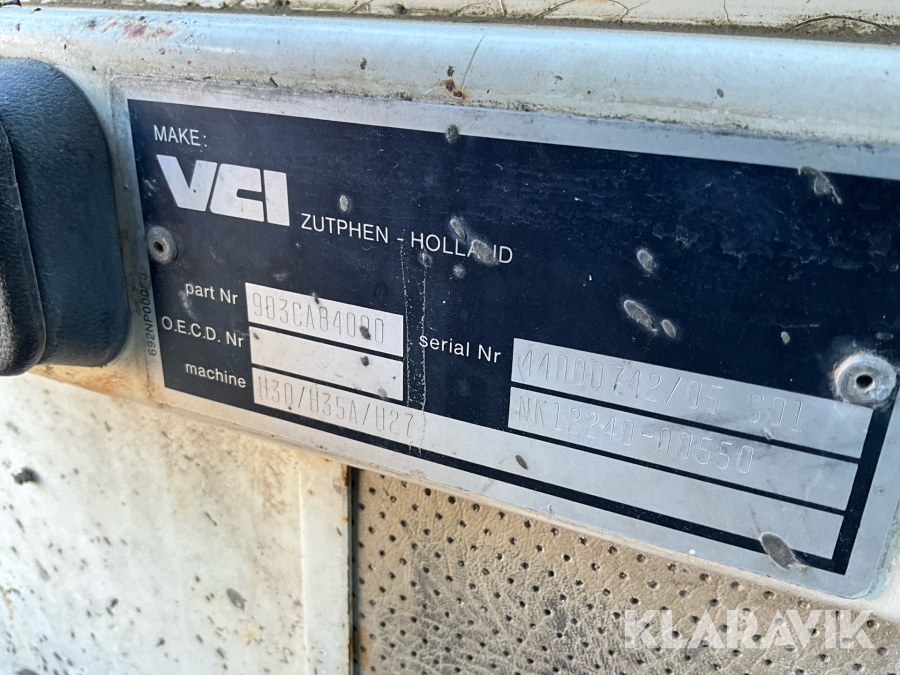 MAKE:
VCI
ZUTPHEN - HOLLAND
part Nr 903CA84090
O.E.C.D. Nr
serial Nr 44000742/05 S01
machine H30/H35A/H27
NK12240-00550
KLARAVIK